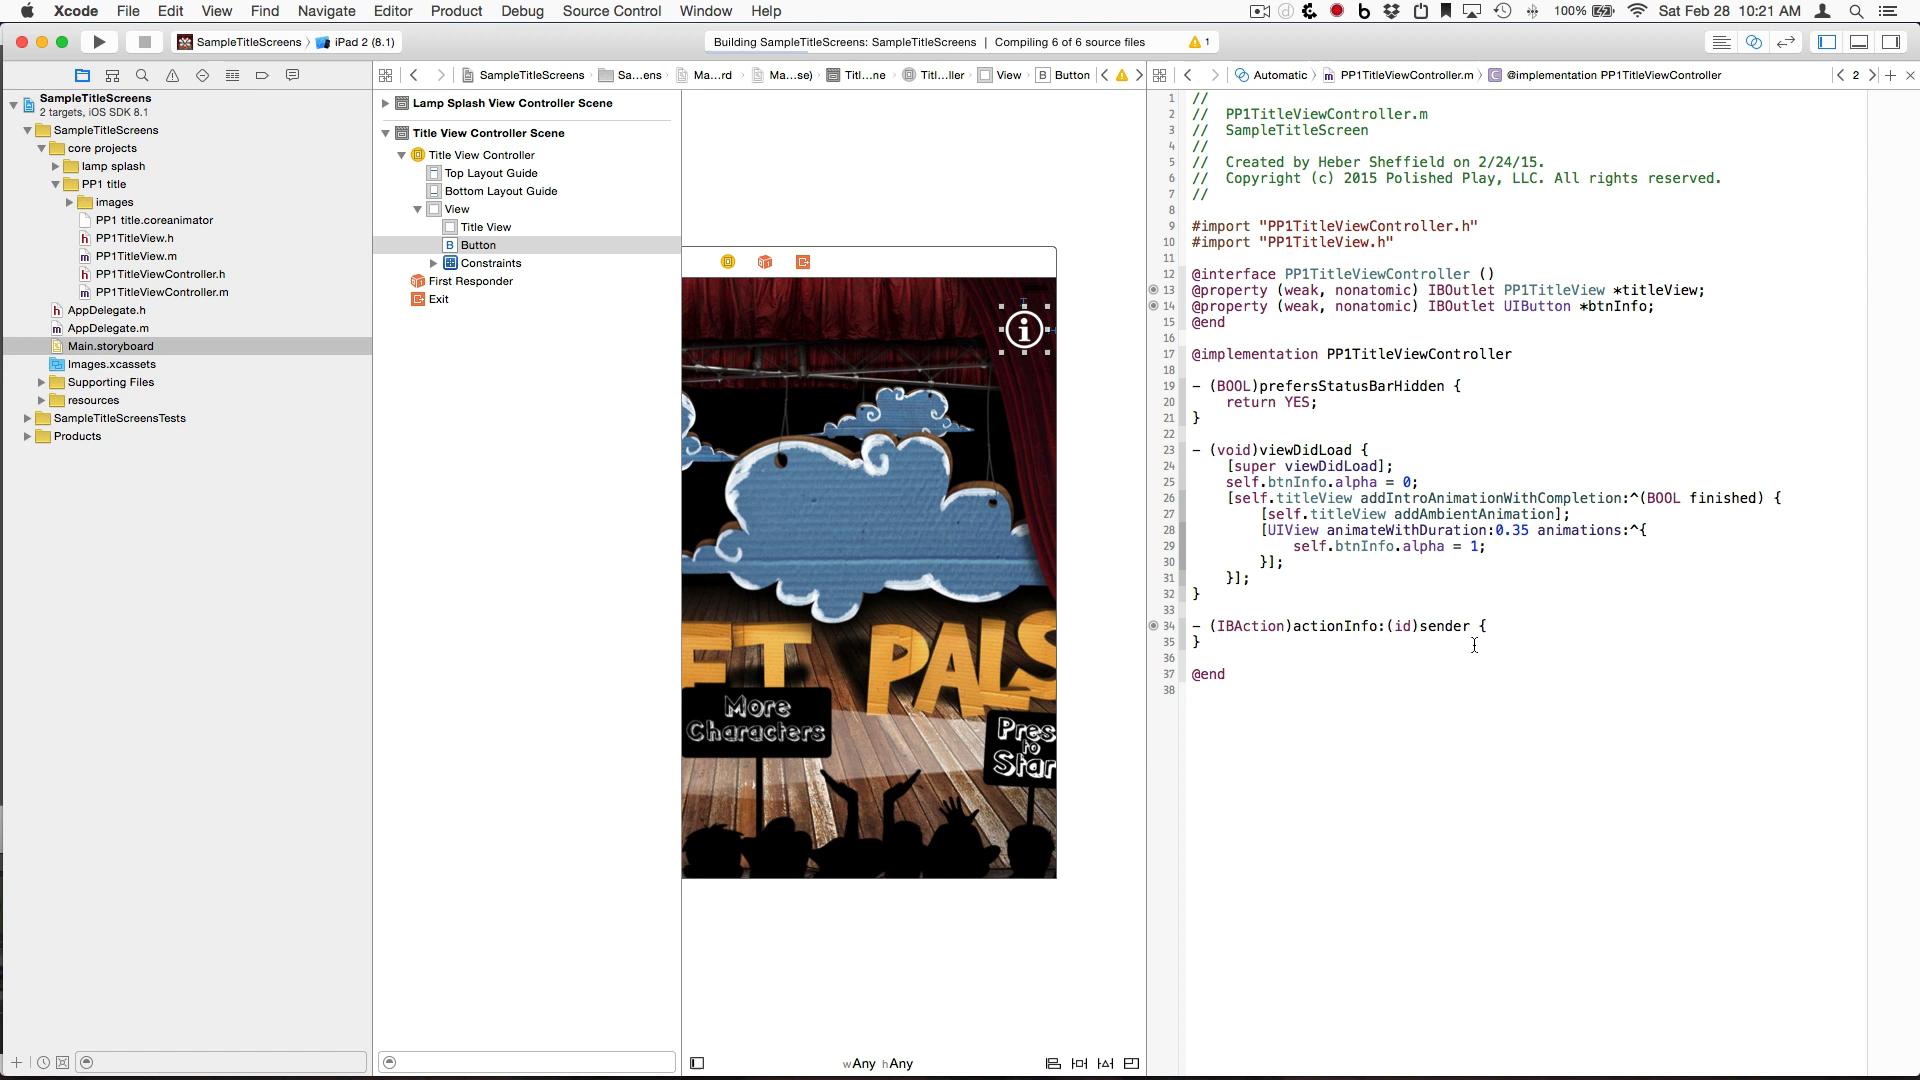 Xcode File Edit View Find Navigate Editor Product Debug Source Control Window Help 100% Sat Feb 28 10:21 AM
SampleTitleScreens iPad 2 (8.1) Building SampleTitleScreens: SampleTitleScreens | Compiling 6 of 6 source files 1
SampleTitleScreens Sa...ens Ma...rd Ma...se) Titl...ne Titl...ller View B Button Automatic PP1TitleViewController.m @implementation PP1TitleViewController 2
SampleTitleScreens
2 targets, iOS SDK 8.1
SampleTitleScreens
core projects
lamp splash
PP1 title
images
PP1 title.coreanimator
h PP1TitleView.h
m PP1TitleView.m
h PP1TitleViewController.h
m PP1TitleViewController.m
h AppDelegate.h
m AppDelegate.m
Main.storyboard
Images.xcassets
Supporting Files
resources
SampleTitleScreensTests
Products
Lamp Splash View Controller Scene
Title View Controller Scene
Title View Controller
Top Layout Guide
Bottom Layout Guide
View
Title View
B Button
Constraints
First Responder
Exit
ET PALS
More
Characters
Pres
to
Star
wAny hAny
1 //
2 // PP1TitleViewController.m
3 // SampleTitleScreen
4 //
5 // Created by Heber Sheffield on 2/24/15.
6 // Copyright (c) 2015 Polished Play, LLC. All rights reserved.
7 //
8
9 #import "PP1TitleViewController.h"
10 #import "PP1TitleView.h"
11
12 @interface PP1TitleViewController ()
13 @property (weak, nonatomic) IBOutlet PP1TitleView *titleView;
14 @property (weak, nonatomic) IBOutlet UIButton *btnInfo;
15 @end
16
17 @implementation PP1TitleViewController
18
19 - (BOOL)prefersStatusBarHidden {
20 return YES;
21 }
22
23 - (void)viewDidLoad {
24 [super viewDidLoad];
25 self.btnInfo.alpha = 0;
26 [self.titleView addIntroAnimationWithCompletion:^(BOOL finished) {
27 [self.titleView addAmbientAnimation];
28 [UIView animateWithDuration:0.35 animations:^{
29 self.btnInfo.alpha = 1;
30 }];
31 }];
32 }
33
34 - (IBAction)actionInfo:(id)sender {
35 }
36
37 @end
38